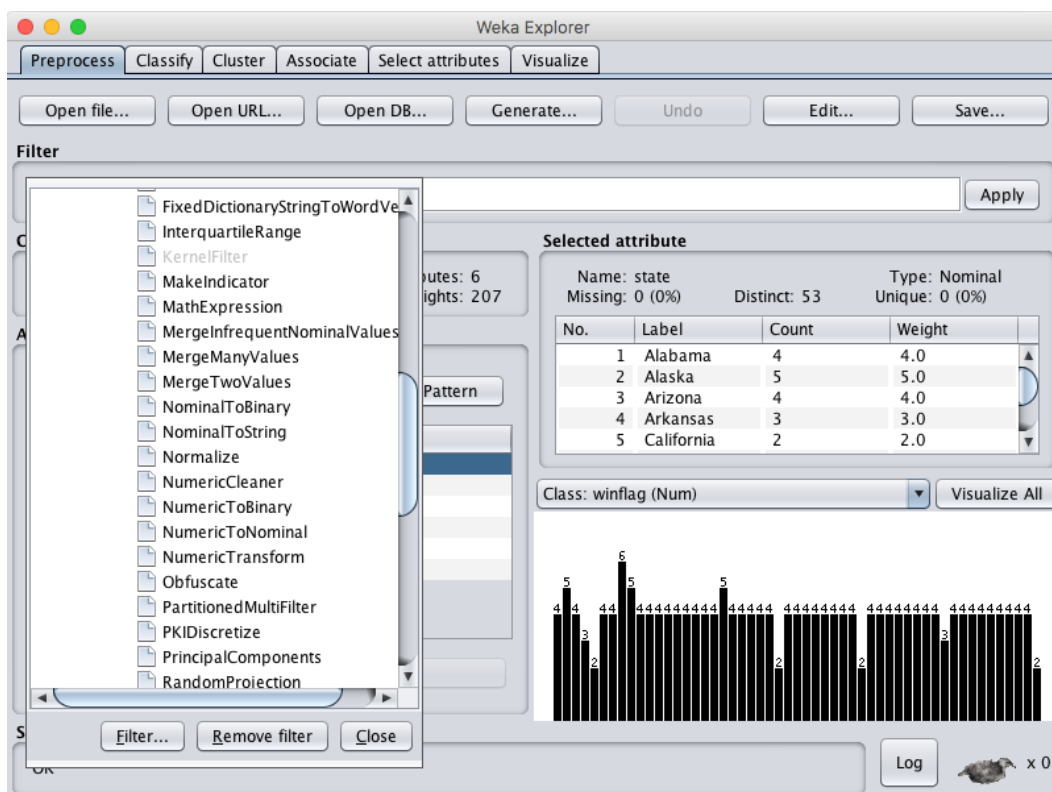 Weka Explorer
Preprocess Classify Cluster Associate Select attributes Visualize
Open file... Open URL... Open DB... Generate... Undo Edit... Save...
Filter
Apply
FixedDictionaryStringToWordVe
InterquartileRange
KernelFilter
MakeIndicator
MathExpression
MergeInfrequentNominalValues
MergeManyValues
MergeTwoValues
NominalToBinary
NominalToString
Normalize
NumericCleaner
NumericToBinary
NumericToNominal
NumericTransform
Obfuscate
PartitionedMultiFilter
PKIDiscretize
PrincipalComponents
RandomProjection
Filter... Remove filter Close
C
utes: 6
ights: 207
A
Pattern
Selected attribute
Name: state Type: Nominal
Missing: 0 (0%) Distinct: 53 Unique: 0 (0%)
No. Label Count Weight
1 Alabama 4 4.0
2 Alaska 5 5.0
3 Arizona 4 4.0
4 Arkansas 3 3.0
5 California 2 2.0
Class: winflag (Num) Visualize All
4 5 4 3 2 4 4 6 5 4 4 4 4 4 4 4 4 4 5 4 4 4 4 4 2 4 4 4 4 4 4 4 4 2 4 4 4 4 4 4 4 4 3 4 4 4 4 4 4 4 4 4 2
S
OK
Log x 0